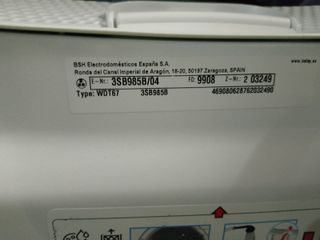 BSH Electrodomésticos España S.A.
Ronda del Canal Imperial de Aragón, 18-20, 50197 Zaragoza, SPAIN
E-Nr.: 3SB985B/04 FD: 9908 Z-Nr.: 2 03249
Type: WDT67 3SB985B 469080628762032490